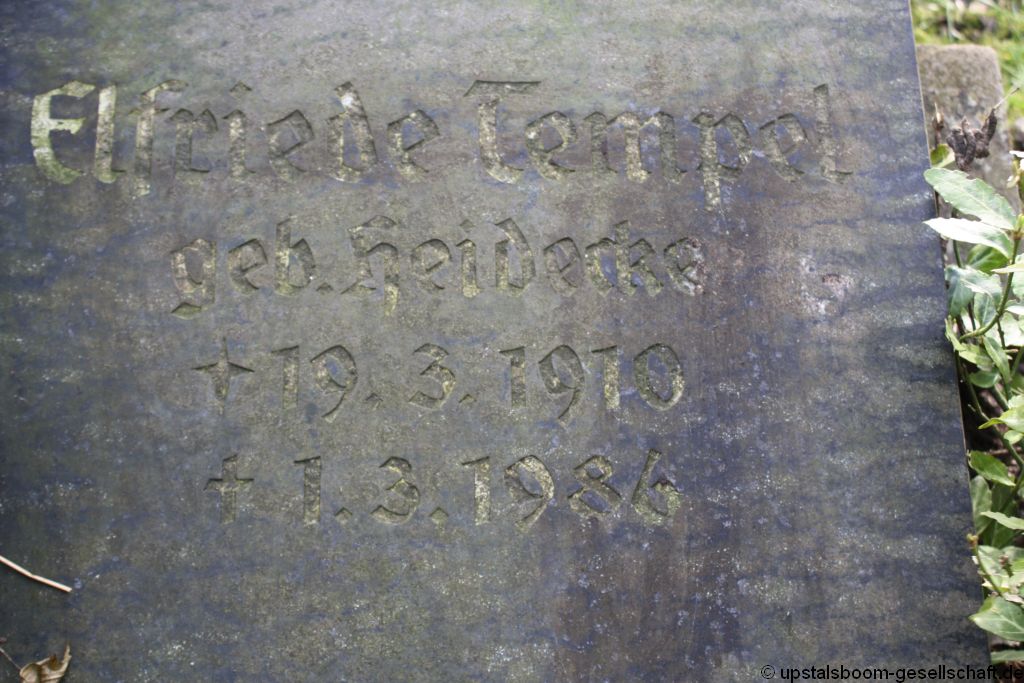 Elfriede Tempel
geb. Heidecke
✦ 19. 3. 1910
✝ 1. 3. 1986
© upstalsboom-gesellschaft.de